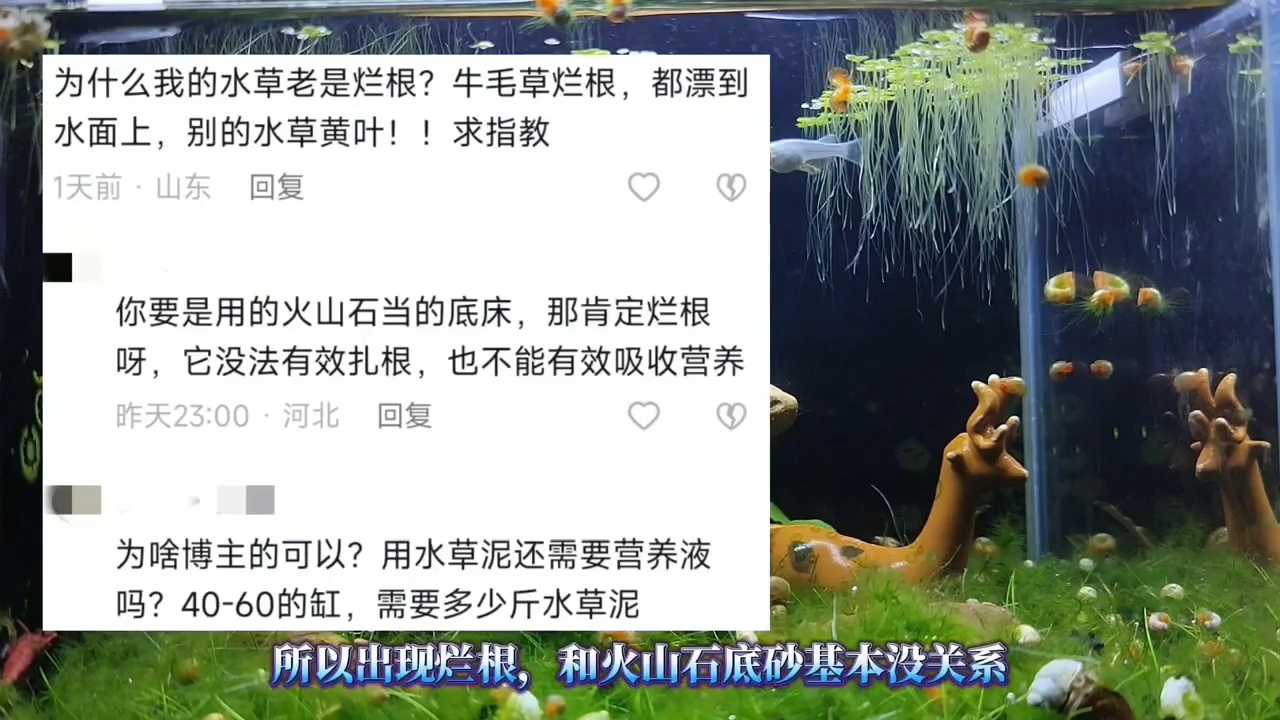 为什么我的水草老是烂根？牛毛草烂根，都漂到
水面上，别的水草黄叶！！求指教
1天前 · 山东 回复
你要是用的火山石当的底床，那肯定烂根
呀，它没法有效扎根，也不能有效吸收营养
昨天23:00 · 河北 回复
为啥博主的可以？用水草泥还需要营养液
吗？40-60的缸，需要多少斤水草泥
所以出现烂根，和火山石底砂基本没关系